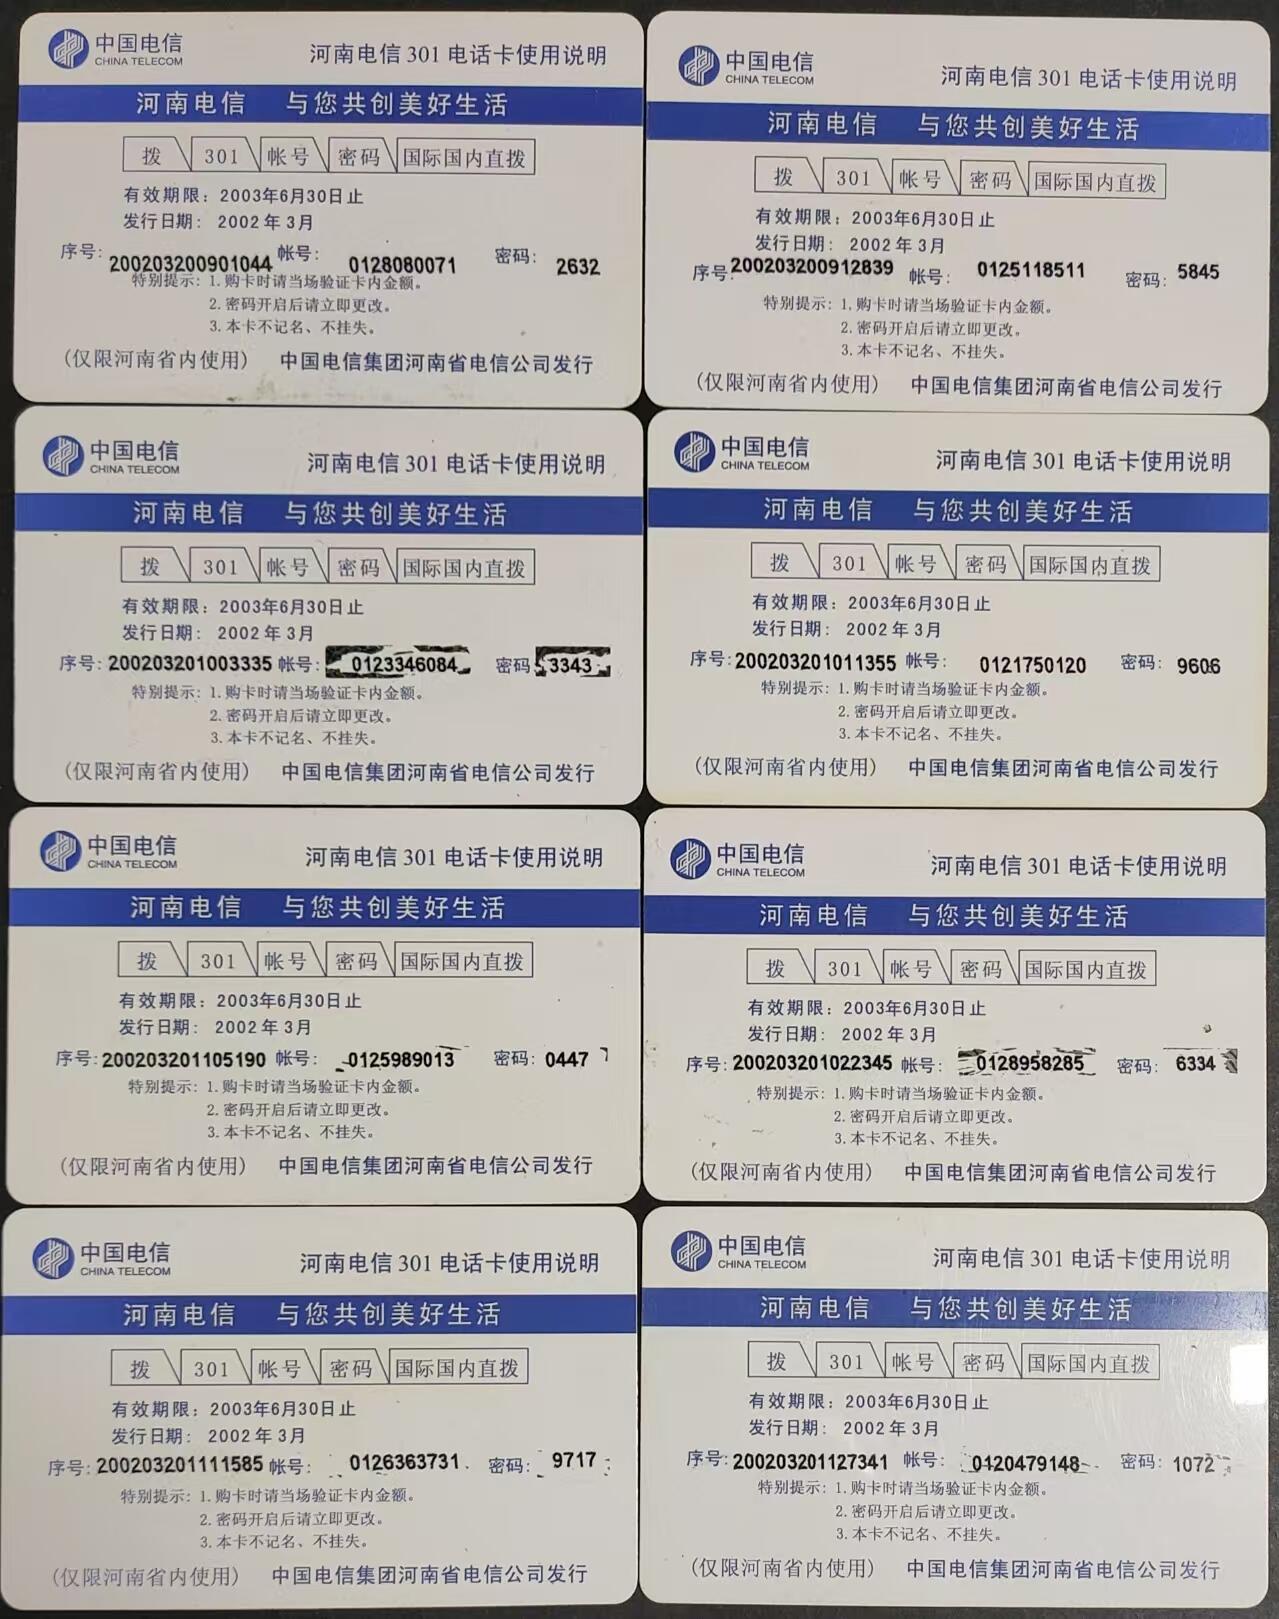 中国电信
CHINA TELECOM
河南电信 301 电话卡使用说明
河南电信 与您共创美好生活
拨 301 帐号 密码 国际国内直拨
有效期限：2003年6月30日止
发行日期：2002年3月
序号：200203200901044 帐号：0128080071 密码：2632
特别提示：1.购卡时请当场验证卡内金额。
2.密码开启后请立即更改。
3.本卡不记名、不挂失。
(仅限河南省内使用) 中国电信集团河南省电信公司发行
中国电信
CHINA TELECOM
河南电信 301 电话卡使用说明
河南电信 与您共创美好生活
拨 301 帐号 密码 国际国内直拨
有效期限：2003年6月30日止
发行日期：2002年3月
序号：200203200912839 帐号：0125118511 密码：5845
特别提示：1.购卡时请当场验证卡内金额。
2.密码开启后请立即更改。
3.本卡不记名、不挂失。
(仅限河南省内使用) 中国电信集团河南省电信公司发行
中国电信
CHINA TELECOM
河南电信 301 电话卡使用说明
河南电信 与您共创美好生活
拨 301 帐号 密码 国际国内直拨
有效期限：2003年6月30日止
发行日期：2002年3月
序号：200203201003335 帐号：0123346084 密码：3343
特别提示：1.购卡时请当场验证卡内金额。
2.密码开启后请立即更改。
3.本卡不记名、不挂失。
(仅限河南省内使用) 中国电信集团河南省电信公司发行
中国电信
CHINA TELECOM
河南电信 301 电话卡使用说明
河南电信 与您共创美好生活
拨 301 帐号 密码 国际国内直拨
有效期限：2003年6月30日止
发行日期：2002年3月
序号：200203201011355 帐号：0121750120 密码：9606
特别提示：1.购卡时请当场验证卡内金额。
2.密码开启后请立即更改。
3.本卡不记名、不挂失。
(仅限河南省内使用) 中国电信集团河南省电信公司发行
中国电信
CHINA TELECOM
河南电信 301 电话卡使用说明
河南电信 与您共创美好生活
拨 301 帐号 密码 国际国内直拨
有效期限：2003年6月30日止
发行日期：2002年3月
序号：200203201105190 帐号：0125989013 密码：0447
特别提示：1.购卡时请当场验证卡内金额。
2.密码开启后请立即更改。
3.本卡不记名、不挂失。
(仅限河南省内使用) 中国电信集团河南省电信公司发行
中国电信
CHINA TELECOM
河南电信 301 电话卡使用说明
河南电信 与您共创美好生活
拨 301 帐号 密码 国际国内直拨
有效期限：2003年6月30日止
发行日期：2002年3月
序号：200203201022345 帐号：0128958285 密码：6334
特别提示：1.购卡时请当场验证卡内金额。
2.密码开启后请立即更改。
3.本卡不记名、不挂失。
(仅限河南省内使用) 中国电信集团河南省电信公司发行
中国电信
CHINA TELECOM
河南电信 301 电话卡使用说明
河南电信 与您共创美好生活
拨 301 帐号 密码 国际国内直拨
有效期限：2003年6月30日止
发行日期：2002年3月
序号：200203201111585 帐号：0126363731 密码：9717
特别提示：1.购卡时请当场验证卡内金额。
2.密码开启后请立即更改。
3.本卡不记名、不挂失。
(仅限河南省内使用) 中国电信集团河南省电信公司发行
中国电信
CHINA TELECOM
河南电信 301 电话卡使用说明
河南电信 与您共创美好生活
拨 301 帐号 密码 国际国内直拨
有效期限：2003年6月30日止
发行日期：2002年3月
序号：200203201127341 帐号：0120479148 密码：1072
特别提示：1.购卡时请当场验证卡内金额。
2.密码开启后请立即更改。
3.本卡不记名、不挂失。
(仅限河南省内使用) 中国电信集团河南省电信公司发行